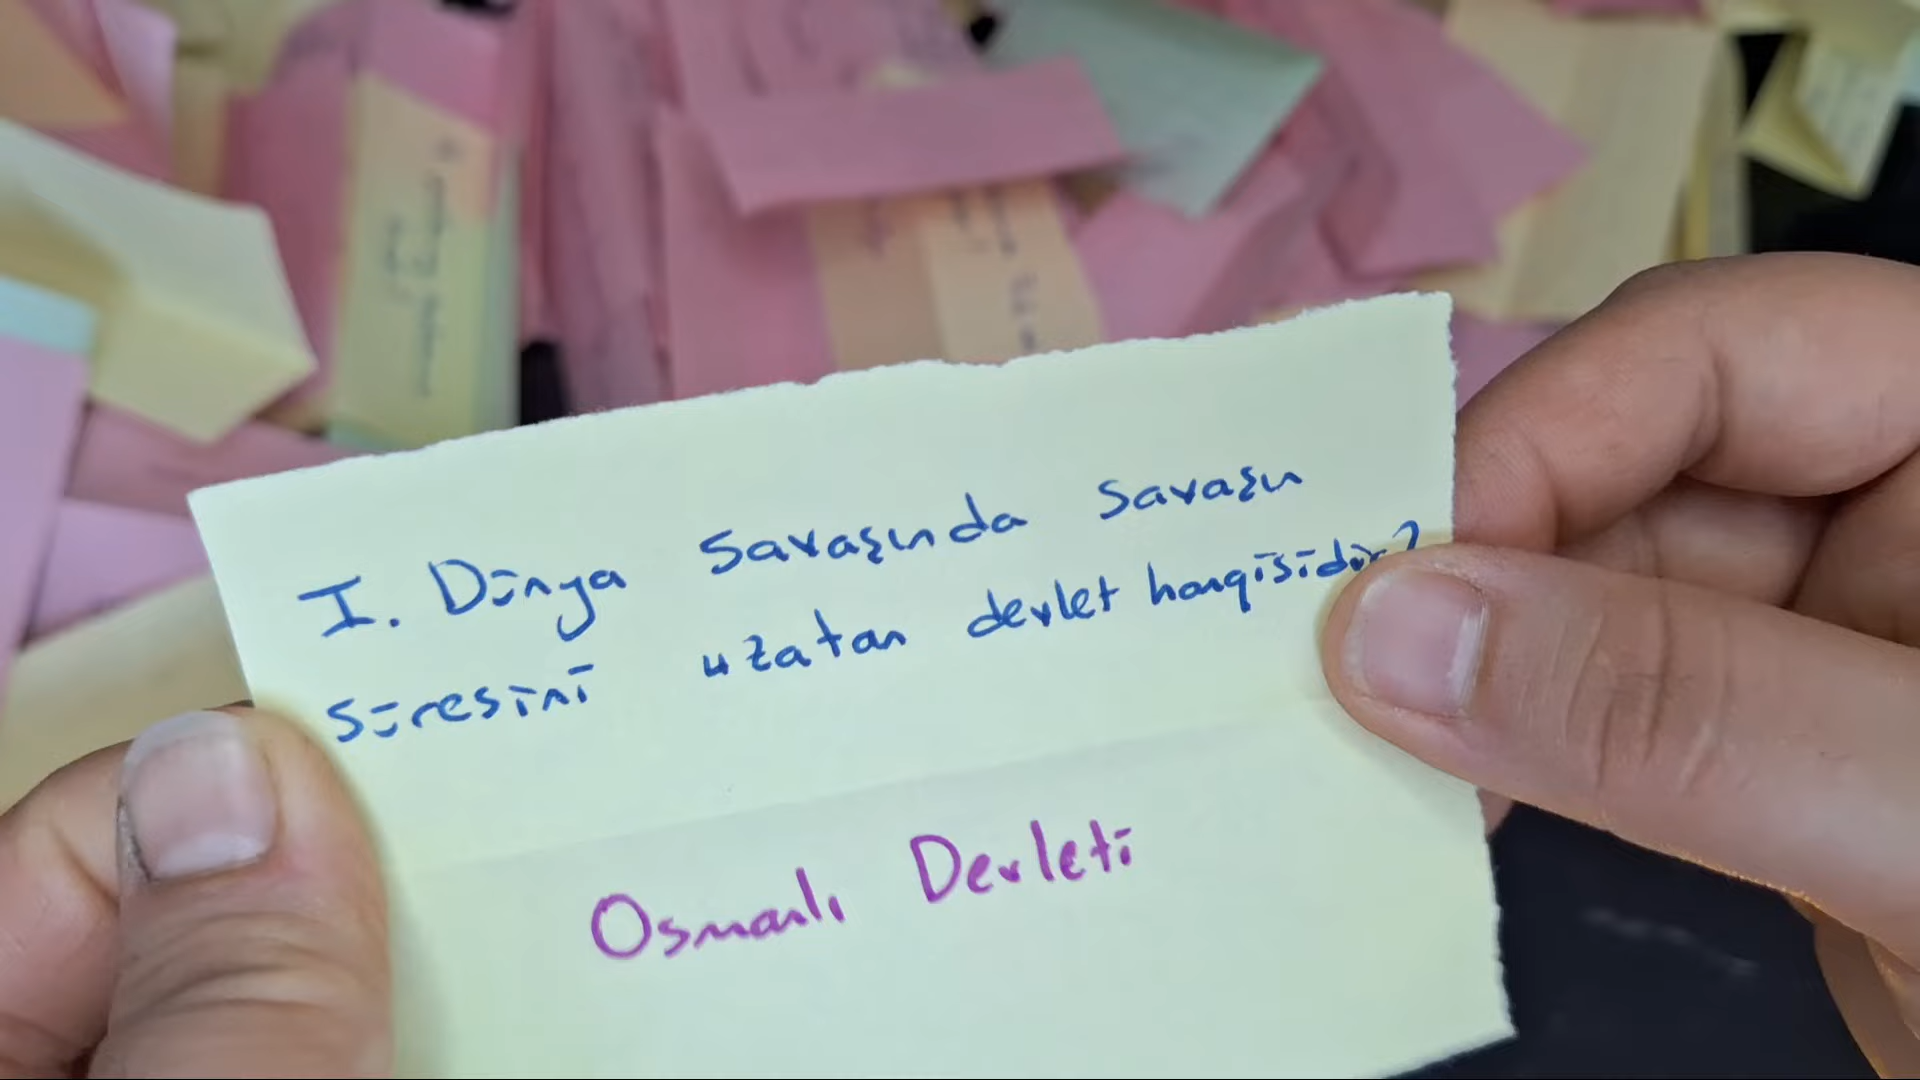 I. Dünya Savaşında Savaşın
süresini uzatan devlet hangisidir?
Osmanlı Devleti